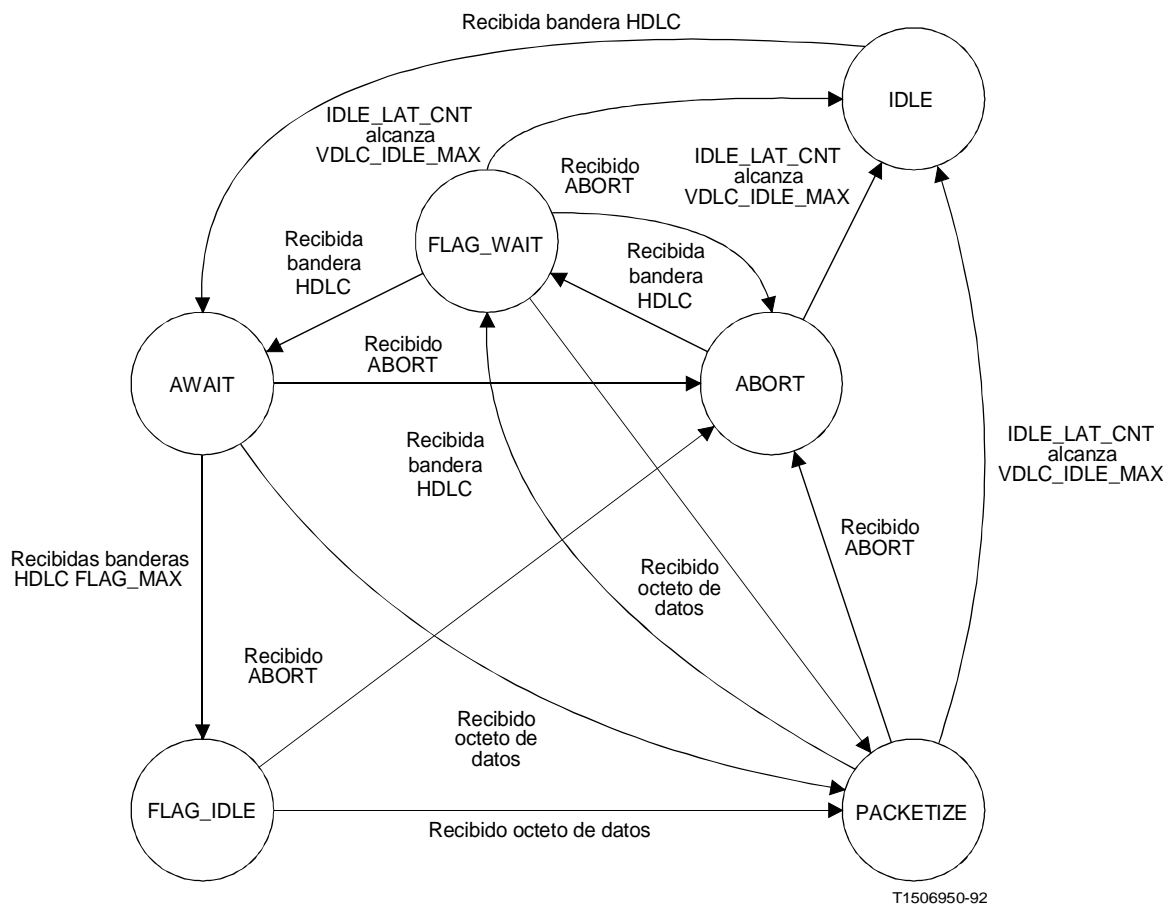 Recibida bandera HDLC
IDLE
IDLE_LAT_CNT
alcanza
VDLC_IDLE_MAX
Recibido
ABORT
IDLE_LAT_CNT
alcanza
VDLC_IDLE_MAX
FLAG_WAIT
Recibida
bandera
HDLC
Recibida
bandera
HDLC
AWAIT
Recibido
ABORT
ABORT
Recibida
bandera
HDLC
IDLE_LAT_CNT
alcanza
VDLC_IDLE_MAX
Recibidas banderas
HDLC FLAG_MAX
Recibido
ABORT
Recibido
octeto de
datos
Recibido
ABORT
Recibido
octeto de
datos
FLAG_IDLE
PACKETIZE
Recibido octeto de datos
T1506950-92